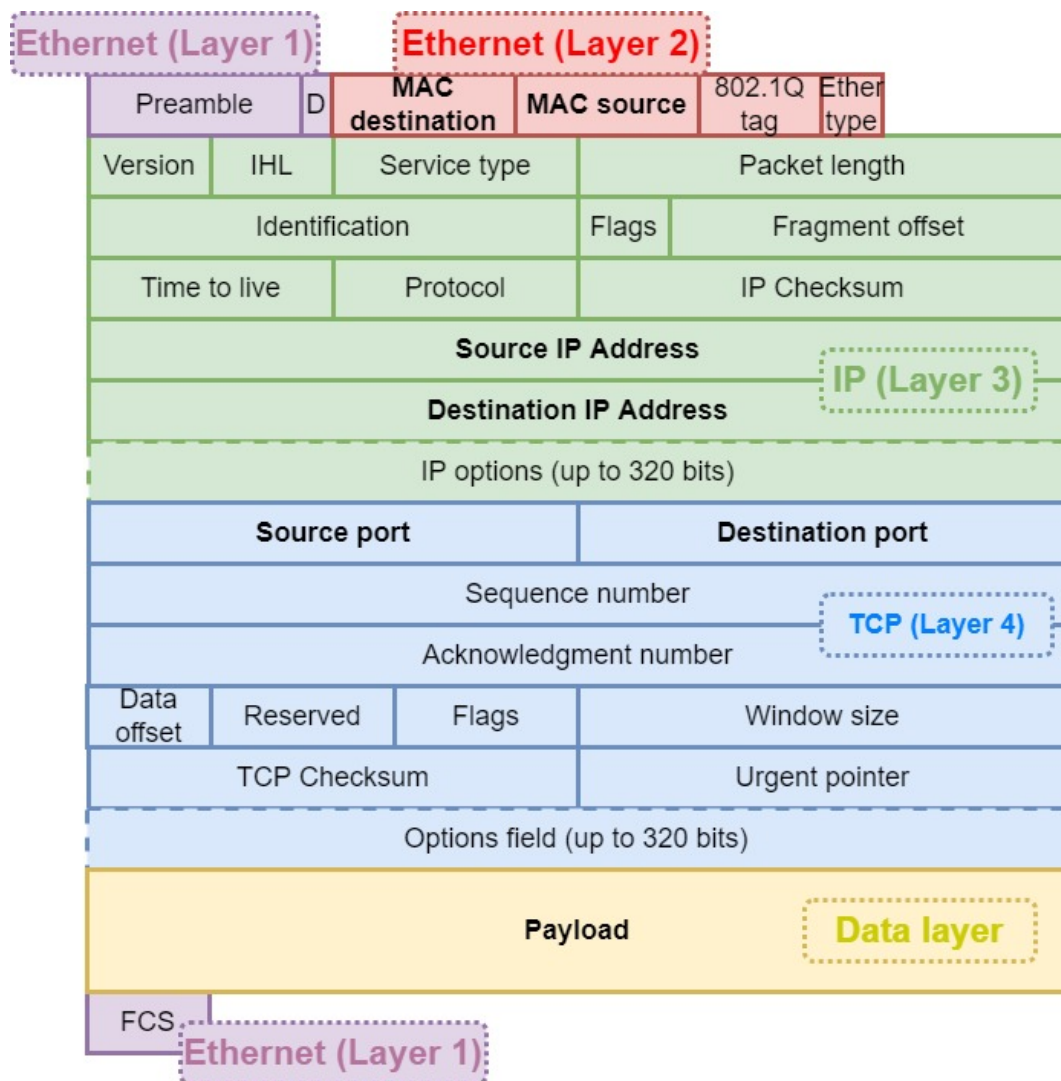 Ethernet (Layer 1)
Ethernet (Layer 2)
Preamble
D
MAC
destination
MAC source
802.1Q
tag
Ether
type
Version
IHL
Service type
Packet length
Identification
Flags
Fragment offset
Time to live
Protocol
IP Checksum
Source IP Address
IP (Layer 3)
Destination IP Address
IP options (up to 320 bits)
Source port
Destination port
Sequence number
TCP (Layer 4)
Acknowledgment number
Data
offset
Reserved
Flags
Window size
TCP Checksum
Urgent pointer
Options field (up to 320 bits)
Payload
Data layer
FCS
Ethernet (Layer 1)